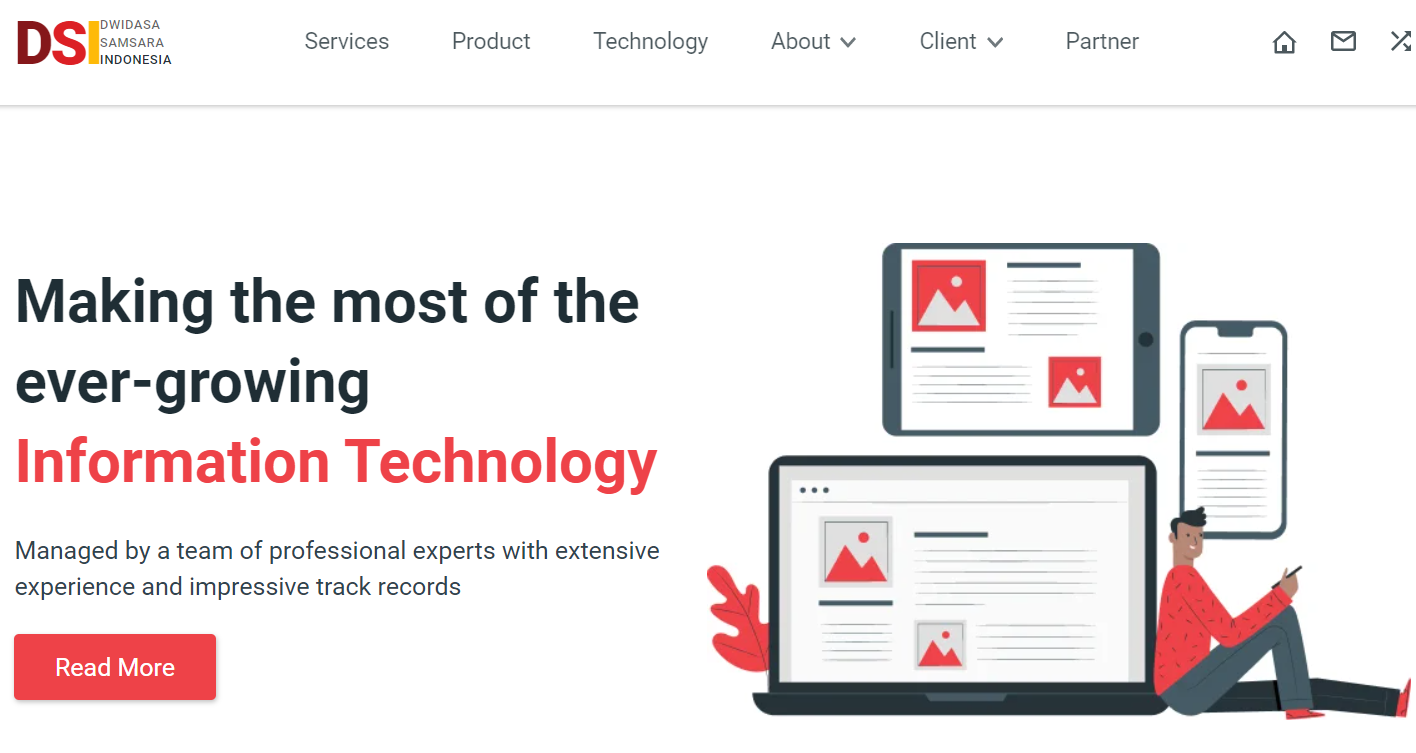 DSI
DWIDASA
SAMSARA
INDONESIA
Services
Product
Technology
About
Client
Partner
Making the most of the
ever-growing
Information Technology
Managed by a team of professional experts with extensive
experience and impressive track records
Read More